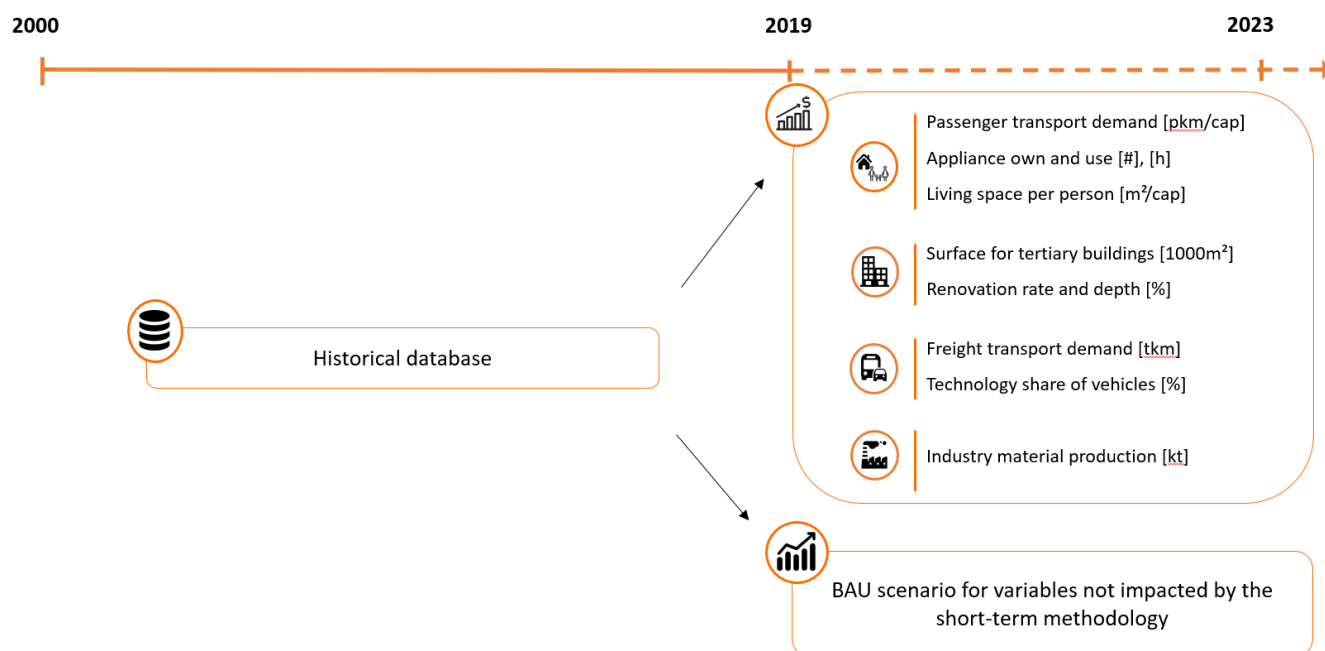 2000
2019
2023
$
Passenger transport demand [pkm/cap]
Appliance own and use [#], [h]
Living space per person [m²/cap]
Surface for tertiary buildings [1000m²]
Renovation rate and depth [%]
Historical database
Freight transport demand [tkm]
Technology share of vehicles [%]
Industry material production [kt]
BAU scenario for variables not impacted by the
short-term methodology